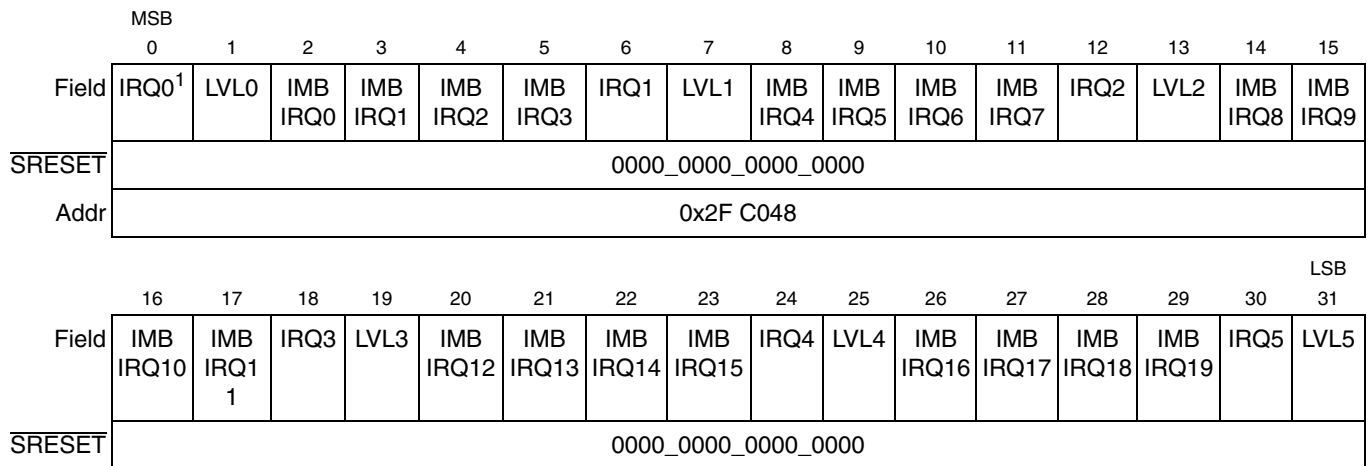 MSB
0 1 2 3 4 5 6 7 8 9 10 11 12 13 14 15
Field IRQ01 LVL0 IMB IRQ0 IMB IRQ1 IMB IRQ2 IMB IRQ3 IRQ1 LVL1 IMB IRQ4 IMB IRQ5 IMB IRQ6 IMB IRQ7 IRQ2 LVL2 IMB IRQ8 IMB IRQ9
SRESET 0000_0000_0000_0000
Addr 0x2F C048
LSB
16 17 18 19 20 21 22 23 24 25 26 27 28 29 30 31
Field IMB IRQ10 IMB IRQ1 1 IRQ3 LVL3 IMB IRQ12 IMB IRQ13 IMB IRQ14 IMB IRQ15 IRQ4 LVL4 IMB IRQ16 IMB IRQ17 IMB IRQ18 IMB IRQ19 IRQ5 LVL5
SRESET 0000_0000_0000_0000